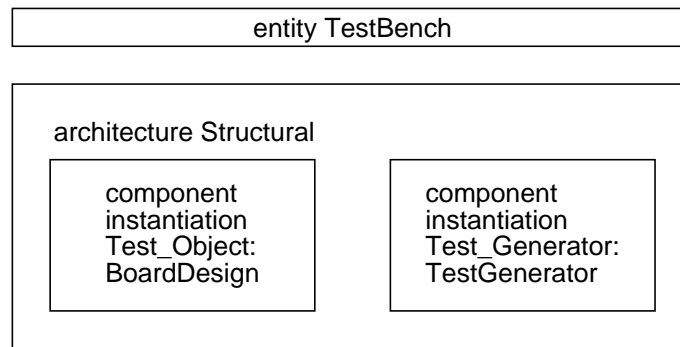 entity TestBench
architecture Structural
component
instantiation
Test_Object:
BoardDesign
component
instantiation
Test_Generator:
TestGenerator